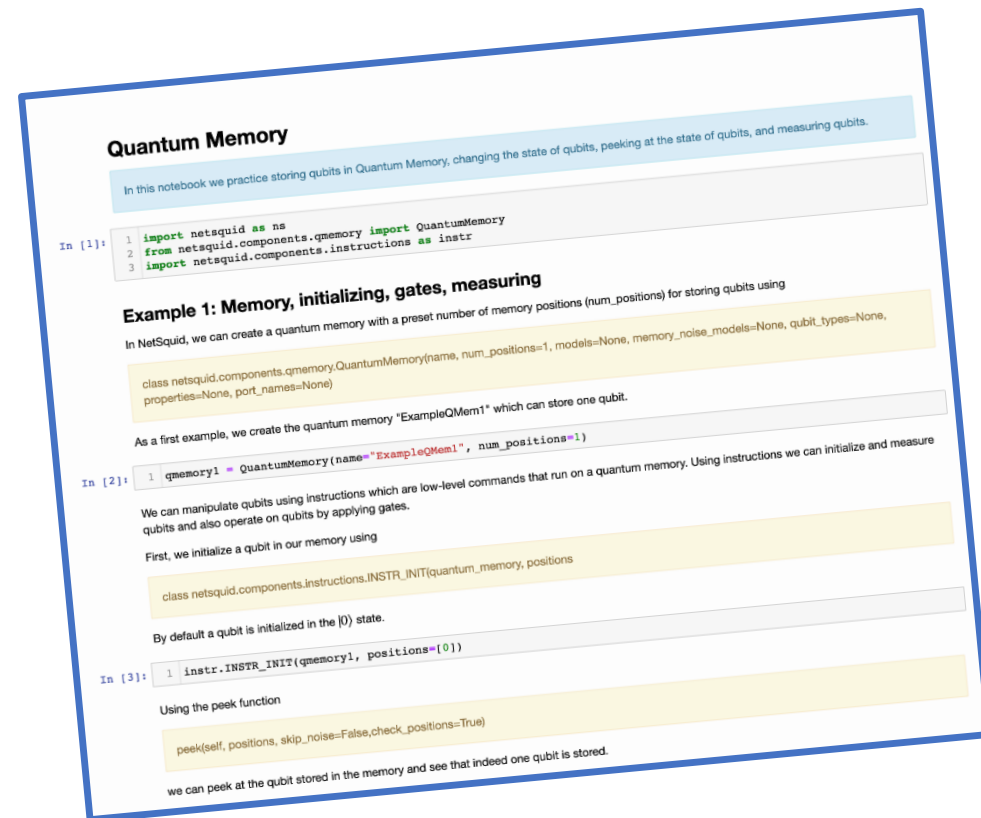 Quantum Memory
In this notebook we practice storing qubits in Quantum Memory, changing the state of qubits, peeking at the state of qubits, and measuring qubits.
In [1]:
1 import netsquid as ns
2 from netsquid.components.qmemory import QuantumMemory
3 import netsquid.components.instructions as instr
Example 1: Memory, initializing, gates, measuring
In NetSquid, we can create a quantum memory with a preset number of memory positions (num_positions) for storing qubits using
class netsquid.components.qmemory.QuantumMemory(name, num_positions=1, models=None, memory_noise_models=None, qubit_types=None,
properties=None, port_names=None)
As a first example, we create the quantum memory "ExampleQMem1" which can store one qubit.
In [2]:
1 qmemory1 = QuantumMemory(name="ExampleQMem1", num_positions=1)
We can manipulate qubits using instructions which are low-level commands that run on a quantum memory. Using instructions we can initialize and measure
qubits and also operate on qubits by applying gates.
First, we initialize a qubit in our memory using
class netsquid.components.instructions.INSTR_INIT(quantum_memory, positions
By default a qubit is initialized in the |0⟩ state.
In [3]:
1 instr.INSTR_INIT(qmemory1, positions=[0])
Using the peek function
peek(self, positions, skip_noise=False,check_positions=True)
we can peek at the qubit stored in the memory and see that indeed one qubit is stored.